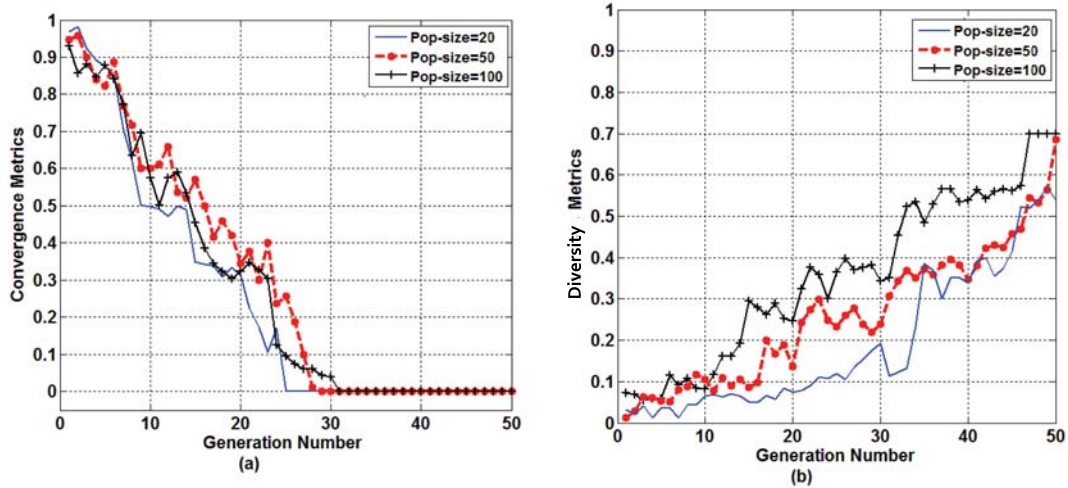 1
0.9
0.8
0.7
0.6
0.5
0.4
0.3
0.2
0.1
0
Convergence Metrics
Pop-size=20
Pop-size=50
Pop-size=100
0 10 20 30 40 50
Generation Number
(a)
1
0.9
0.8
0.7
0.6
0.5
0.4
0.3
0.2
0.1
0
Diversity Metrics
Pop-size=20
Pop-size=50
Pop-size=100
0 10 20 30 40 50
Generation Number
(b)